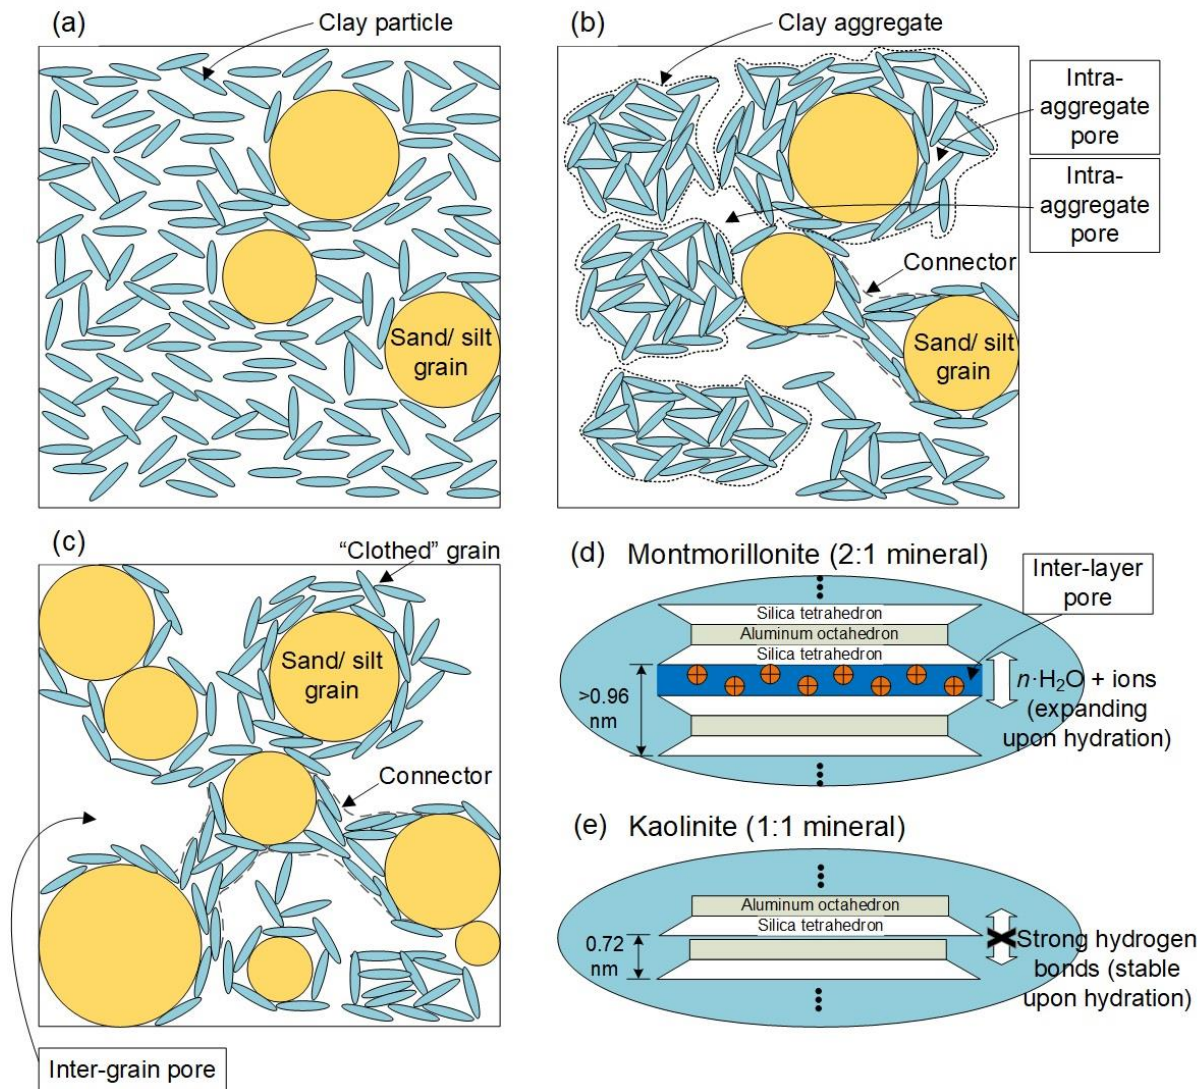 (a)
Clay particle
Sand/ silt
grain
(b)
Clay aggregate
Intra-
aggregate
pore
Intra-
aggregate
pore
Connector
Sand/ silt
grain
(c)
“Clothed” grain
Sand/ silt
grain
Connector
Inter-grain pore
(d) Montmorillonite (2:1 mineral)
Inter-layer
pore
Silica tetrahedron
Aluminum octahedron
Silica tetrahedron
>0.96
nm
n·H₂O + ions
(expanding
upon hydration)
(e) Kaolinite (1:1 mineral)
Aluminum octahedron
Silica tetrahedron
0.72
nm
Strong hydrogen
bonds (stable
upon hydration)